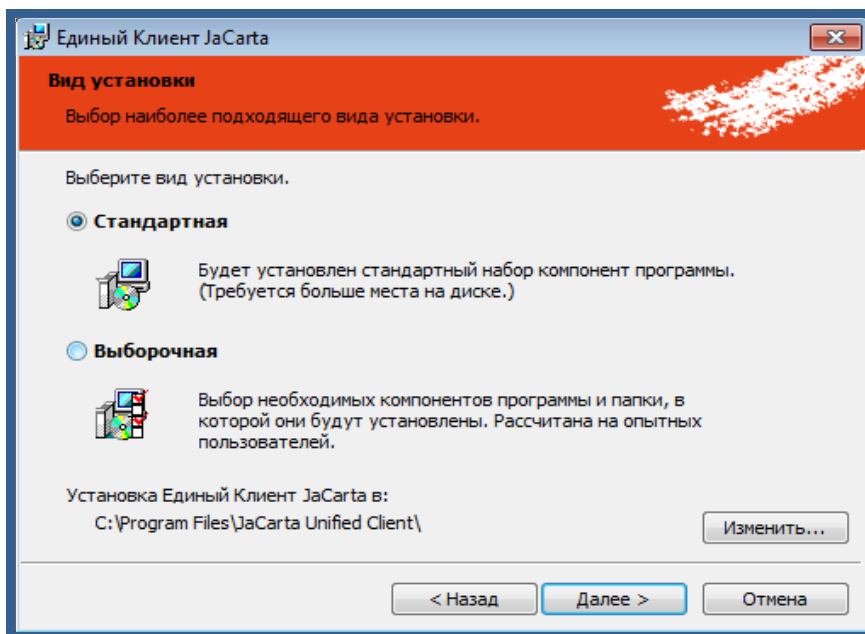 Единый Клиент JaCarta
Вид установки
Выбор наиболее подходящего вида установки.
Выберите вид установки.
Стандартная
Будет установлен стандартный набор компонент программы.
(Требуется больше места на диске.)
Выборочная
Выбор необходимых компонентов программы и папки, в
которой они будут установлены. Рассчитана на опытных
пользователей.
Установка Единый Клиент JaCarta в:
C:\Program Files\JaCarta Unified Client\
Изменить...
< Назад
Далее >
Отмена